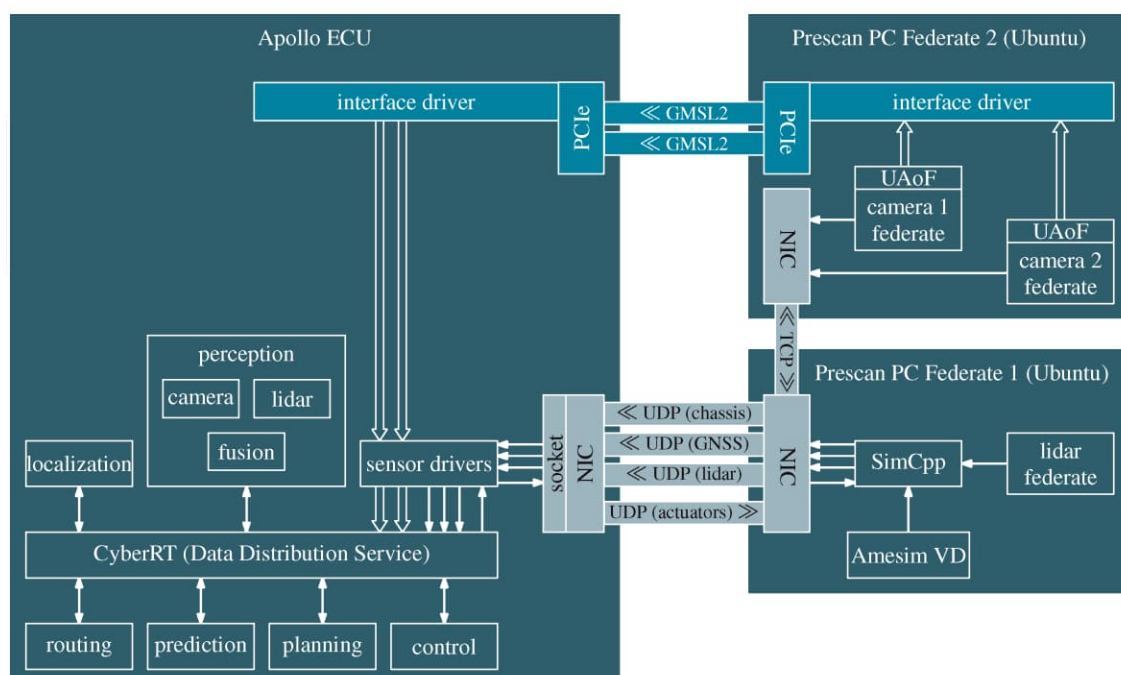 Apollo ECU
interface driver
PCIe
≪ GMSL2
≪ GMSL2
Prescan PC Federate 2 (Ubuntu)
PCIe
interface driver
UAoF
camera 1
federate
UAoF
camera 2
federate
NIC
≪ TCP ≫
Prescan PC Federate 1 (Ubuntu)
perception
camera
lidar
fusion
localization
sensor drivers
socket
NIC
≪ UDP (chassis)
≪ UDP (GNSS)
≪ UDP (lidar)
UDP (actuators) ≫
NIC
SimCpp
lidar
federate
Amesim VD
CyberRT (Data Distribution Service)
routing
prediction
planning
control